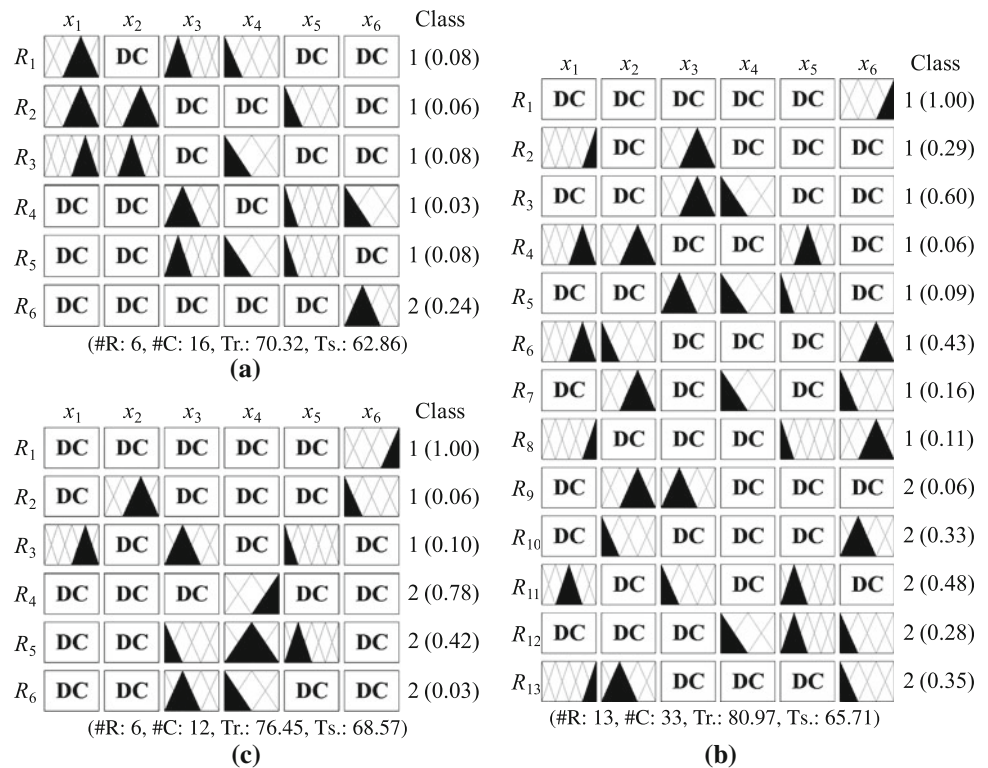 x1 x2 x3 x4 x5 x6 Class
R1 DC DC DC 1 (0.08)
R2 DC DC DC 1 (0.06)
R3 DC DC DC 1 (0.08)
R4 DC DC DC 1 (0.03)
R5 DC DC DC 1 (0.08)
R6 DC DC DC DC DC 2 (0.24)
(#R: 6, #C: 16, Tr.: 70.32, Ts.: 62.86)
(a)
x1 x2 x3 x4 x5 x6 Class
R1 DC DC DC DC DC 1 (1.00)
R2 DC DC DC DC 1 (0.06)
R3 DC DC DC 1 (0.10)
R4 DC DC DC DC DC 2 (0.78)
R5 DC DC DC 2 (0.42)
R6 DC DC DC DC 2 (0.03)
(#R: 6, #C: 12, Tr.: 76.45, Ts.: 68.57)
(c)
x1 x2 x3 x4 x5 x6 Class
R1 DC DC DC DC DC 1 (1.00)
R2 DC DC DC DC 1 (0.29)
R3 DC DC DC DC 1 (0.60)
R4 DC DC DC 1 (0.06)
R5 DC DC DC 1 (0.09)
R6 DC DC DC 1 (0.43)
R7 DC DC DC 1 (0.16)
R8 DC DC DC 1 (0.11)
R9 DC DC DC DC 2 (0.06)
R10 DC DC DC DC 2 (0.33)
R11 DC DC DC 2 (0.48)
R12 DC DC DC 2 (0.28)
R13 DC DC DC 2 (0.35)
(#R: 13, #C: 33, Tr.: 80.97, Ts.: 65.71)
(b)